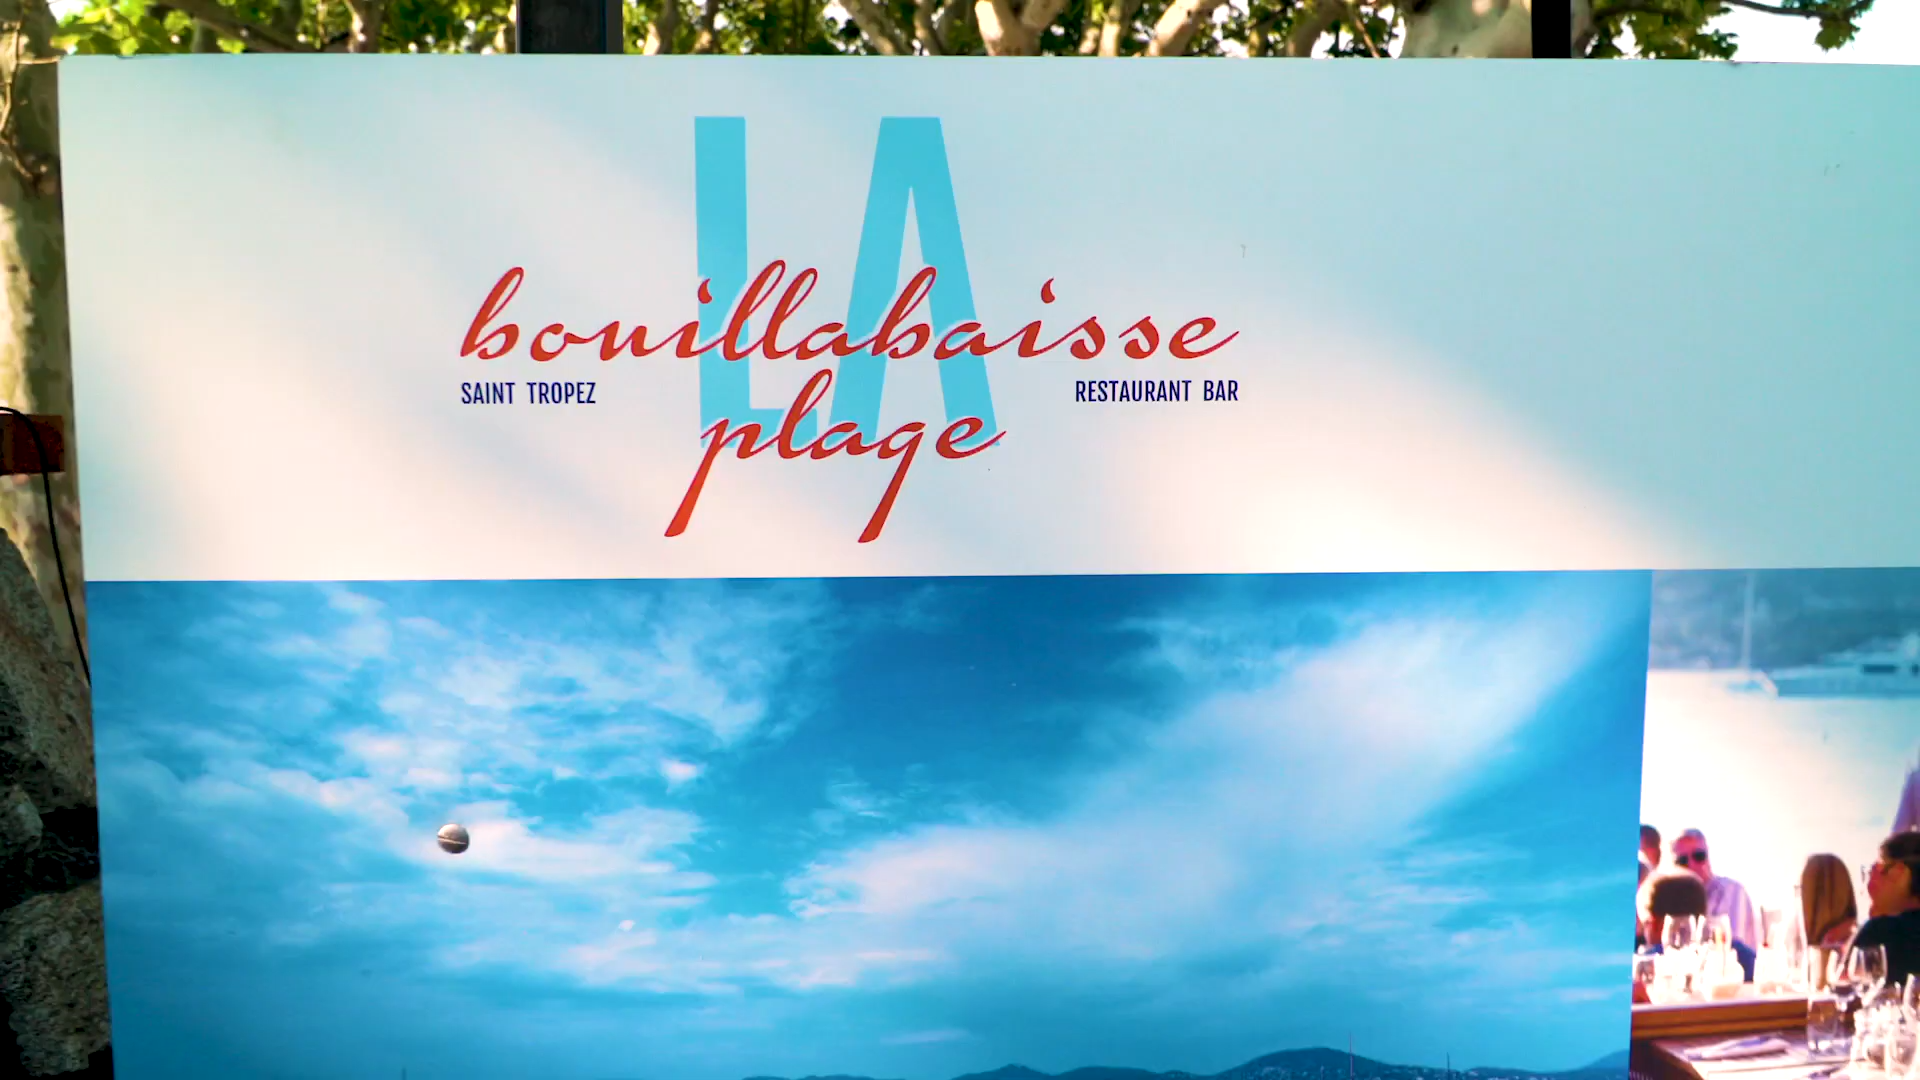 LA
bouillabaisse
SAINT TROPEZ
RESTAURANT BAR
plage